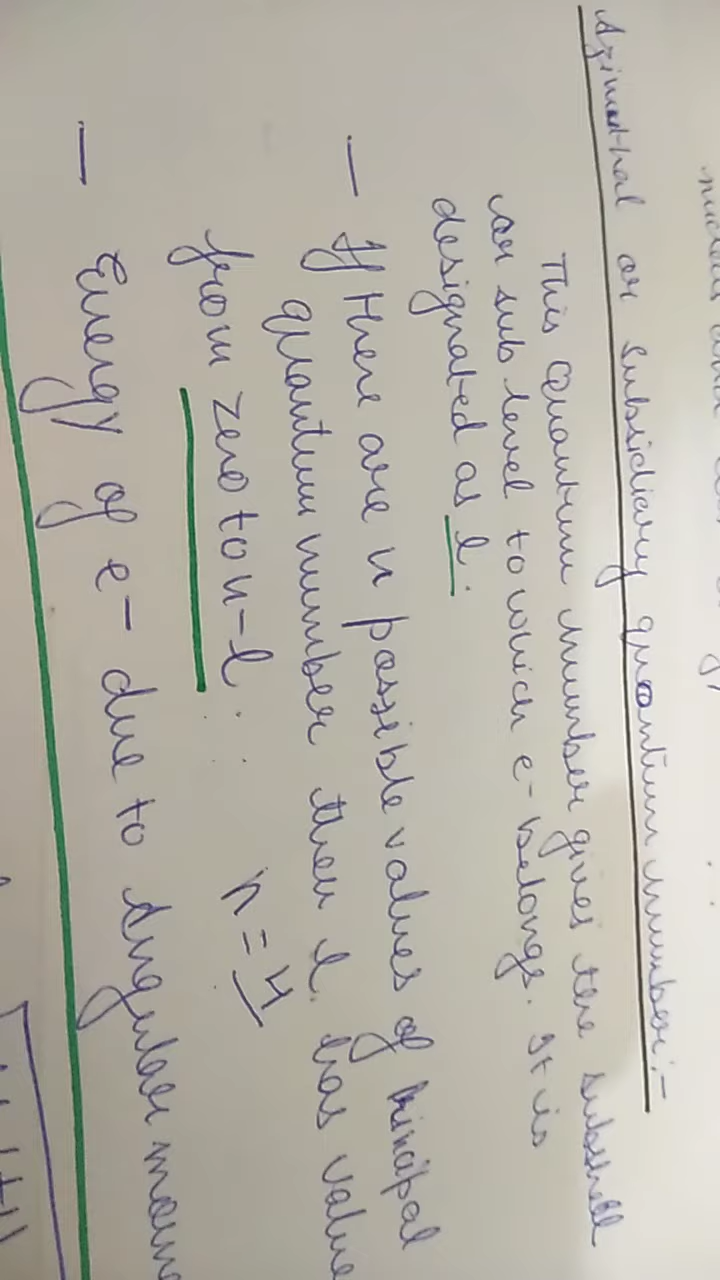 Azimuthal or subsidiary quantum number:-
This quantum number gives the subshell
or sub level to which e- belongs. It is
designated as l.
— If there are n possible values of principal
quantum number then l. has value
from zero to n-l. n=4
— Energy of e- due to Angular mom